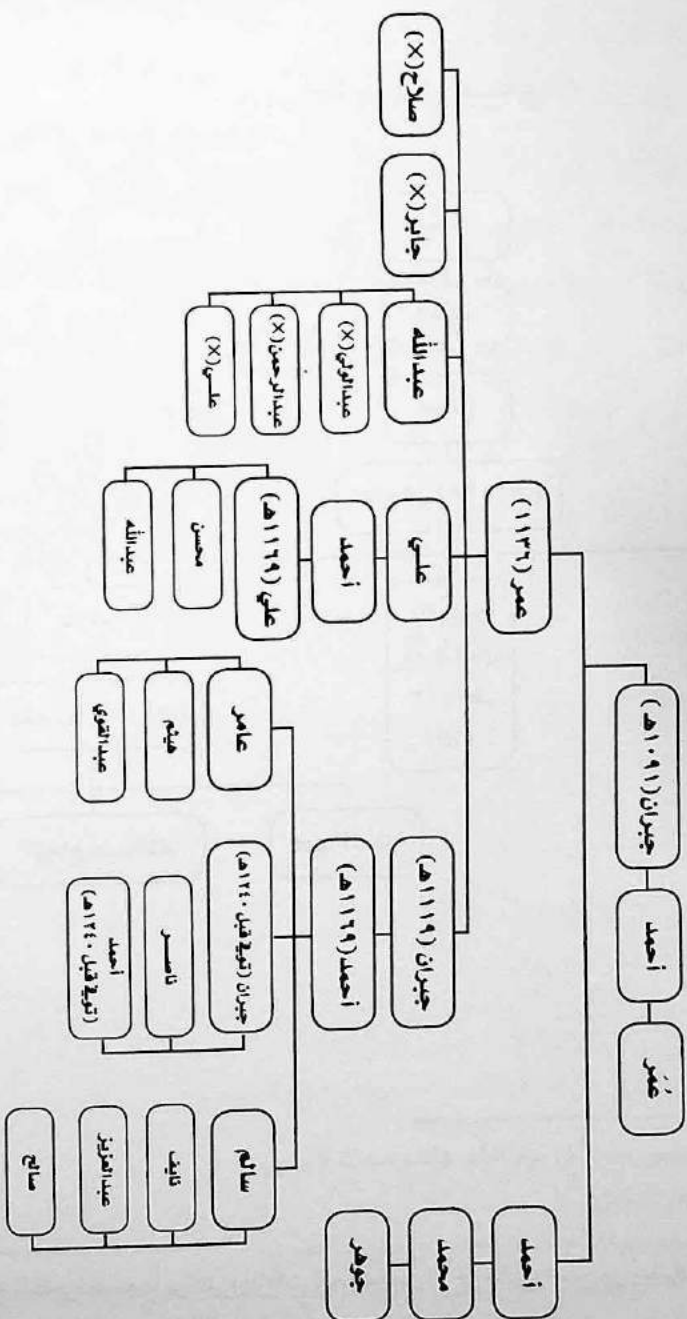 عُمَر
أحمد
جبران (١٠٩١هـ)
أحمد
محمد
جوهر
عمر (١١٣٦)
جبران (١١١٩هـ)
أحمد (١١٦٩هـ)
سالم
نايف
عبدالعزيز
صالح
جبران (توفي قبل ١٢٤٠هـ)
ناصر
أحمد
(توفي قبل ١٢٤٠هـ)
عامر
هيثم
عبدالقوي
علي
أحمد
علي (١١٦٩هـ)
محسن
عبدالله
عبدالله
عبدالولي (X)
عبدالرحمن (X)
علي (X)
جابر (X)
صلاح (X)